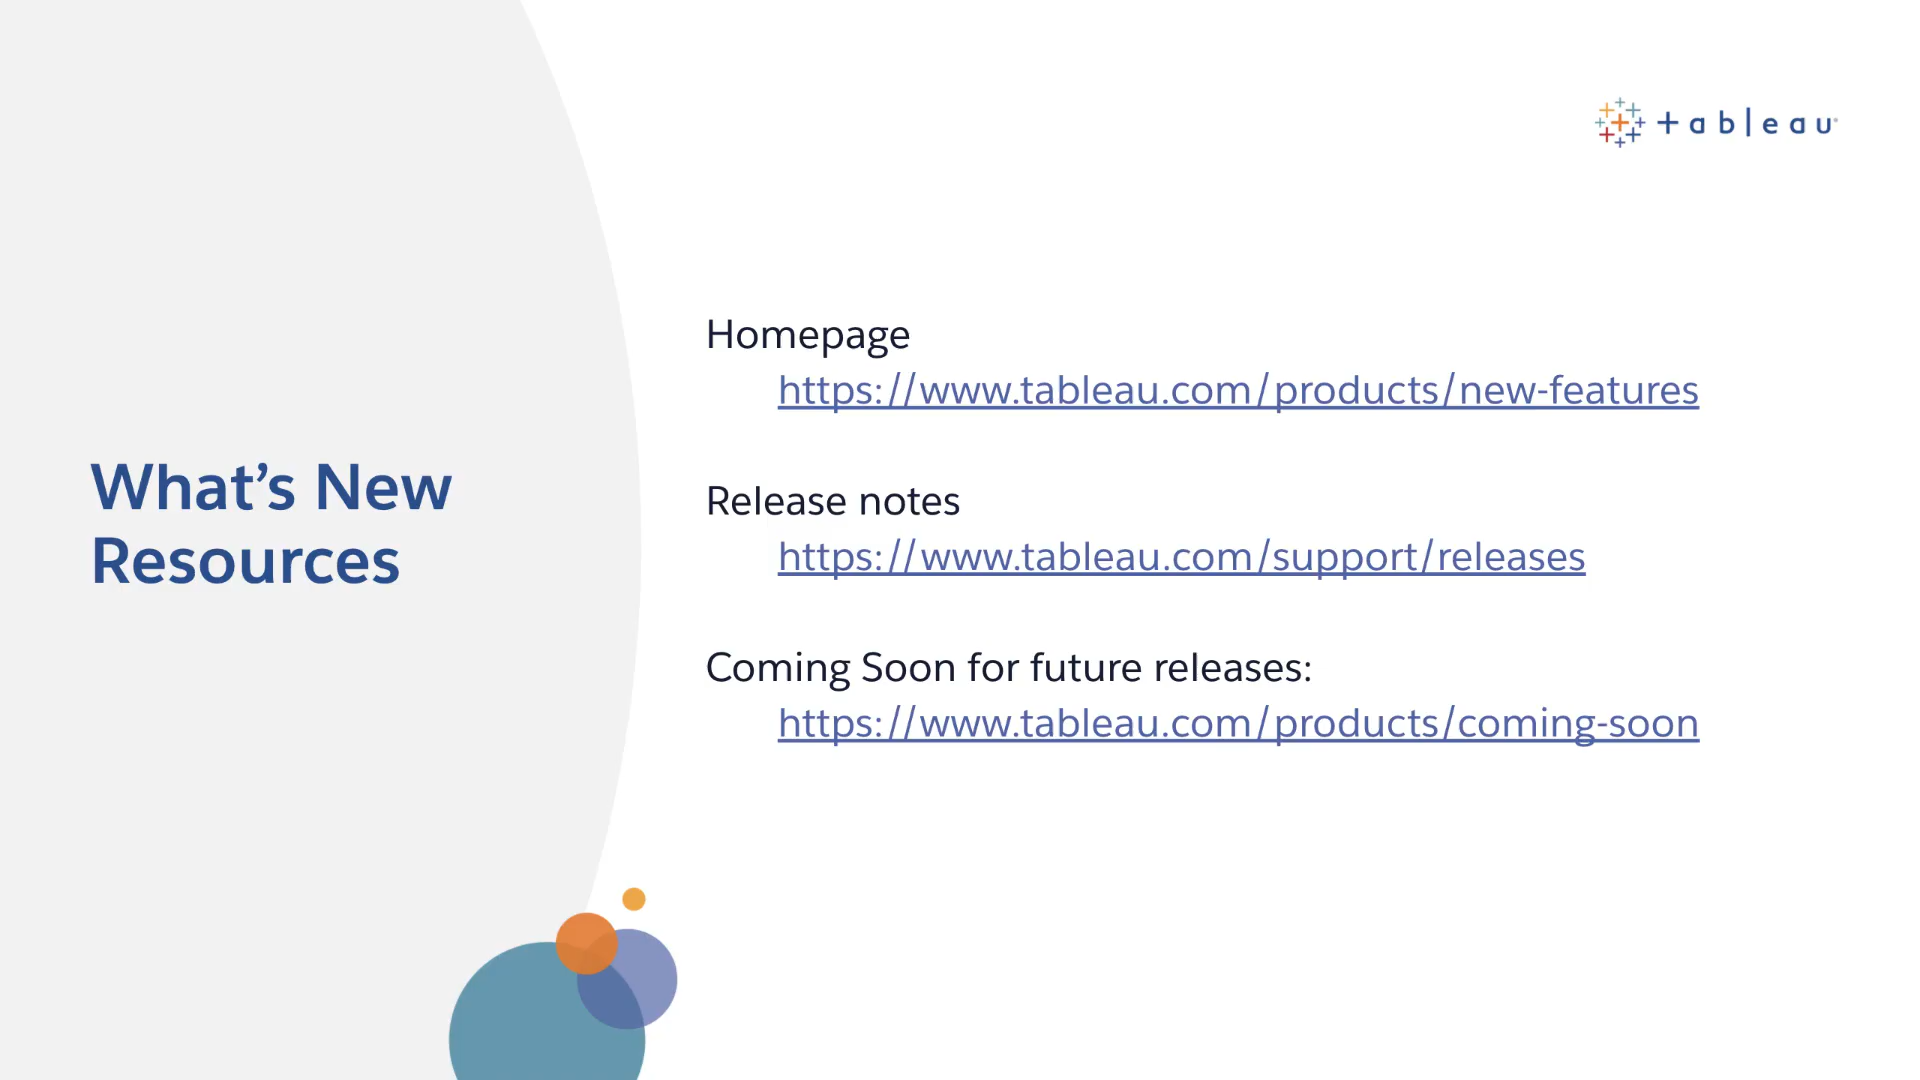 +ableau
What’s New
Resources
Homepage
https://www.tableau.com/products/new-features
Release notes
https://www.tableau.com/support/releases
Coming Soon for future releases:
https://www.tableau.com/products/coming-soon